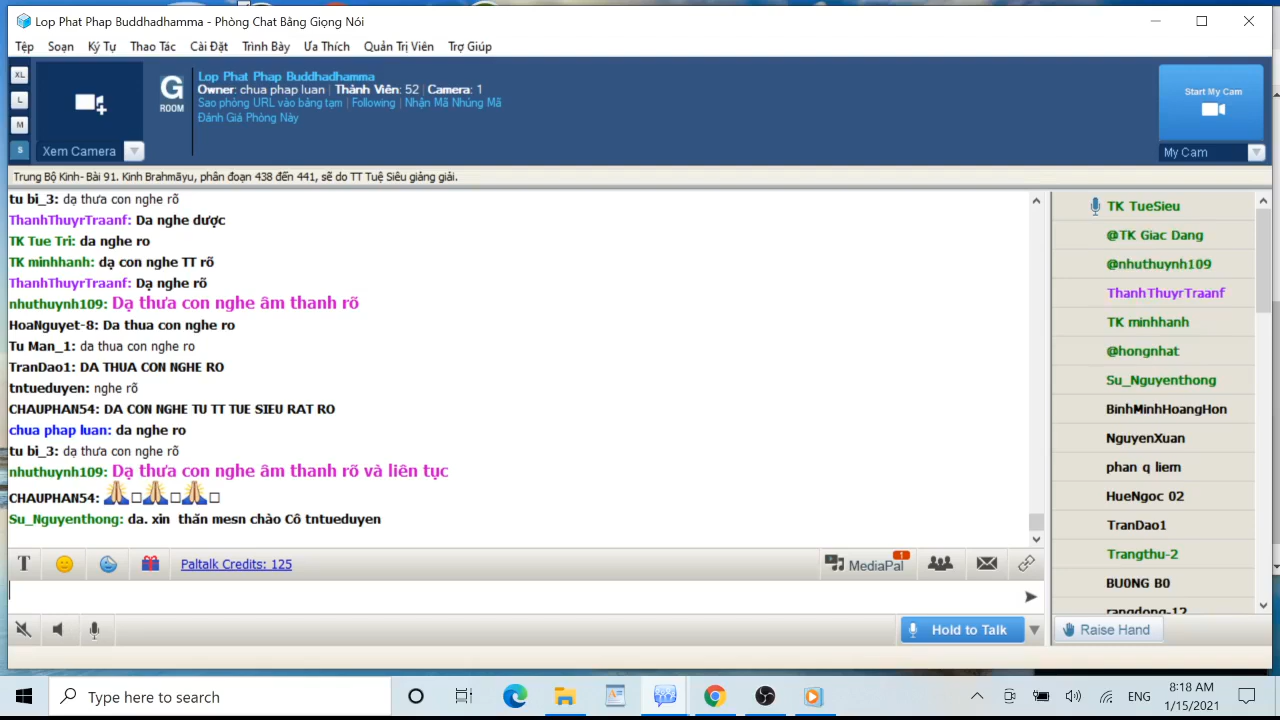 Lop Phat Phap Buddhadhamma - Phòng Chat Bằng Giọng Nói
Tệp Soạn Ký Tự Thao Tác Cài Đặt Trình Bày Ưa Thích Quản Trị Viên Trợ Giúp
XL
L
M
S
Xem Camera
G
ROOM
Lop Phat Phap Buddhadhamma
Owner: chua phap luan | Thành Viên: 52 | Camera: 1
Sao phòng URL vào bảng tạm | Following | Nhận Mã Nhúng Mã
Đánh Giá Phòng Này
Start My Cam
My Cam
Trung Bộ Kinh- Bài 91. Kinh Brahmāyu, phân đoạn 438 đến 441, sẽ do TT Tuệ Siêu giảng giải.
tu bi_3: dạ thưa con nghe rõ
ThanhThuyrTraanf: Da nghe dược
TK Tue Tri: da nghe ro
TK minhhanh: dạ con nghe TT rõ
ThanhThuyrTraanf: Dạ nghe rõ
nhuthuynh109: Dạ thưa con nghe âm thanh rõ
HoaNguyet-8: Da thua con nghe ro
Tu Man_1: da thua con nghe ro
TranDao1: DA THUA CON NGHE RO
tntueduyen: nghe rõ
CHAUPHAN54: DA CON NGHE TU TT TUE SIEU RAT RO
chua phap luan: da nghe ro
tu bi_3: dạ thưa con nghe rõ
nhuthuynh109: Dạ thưa con nghe âm thanh rõ và liên tục
CHAUPHAN54: 🙏□🙏□🙏□
Su_Nguyenthong: da. xin thăn mesn chào Cô tntueduyen
TK TueSieu
@TK Giac Dang
@nhuthuynh109
ThanhThuyrTraanf
TK minhhanh
@hongnhat
Su_Nguyenthong
BinhMinhHoangHon
NguyenXuan
phan q liem
HueNgoc 02
TranDao1
Trangthu-2
BU0NG B0
rangdong-12
T Paltalk Credits: 125 MediaPal 1
Hold to Talk
Raise Hand
Type here to search
ENG
8:18 AM
1/15/2021